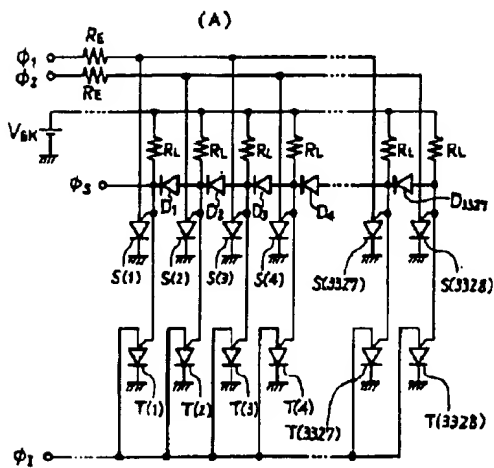 (A)
RE
Φ1
Φ2
RE
VGK
RL RL RL RL RL RL
ΦS
D1 D2 D3 D4 D3327
S(1) S(2) S(3) S(4) S(3327) S(3328)
T(1) T(2) T(3) T(4) T(3327) T(3328)
ΦI